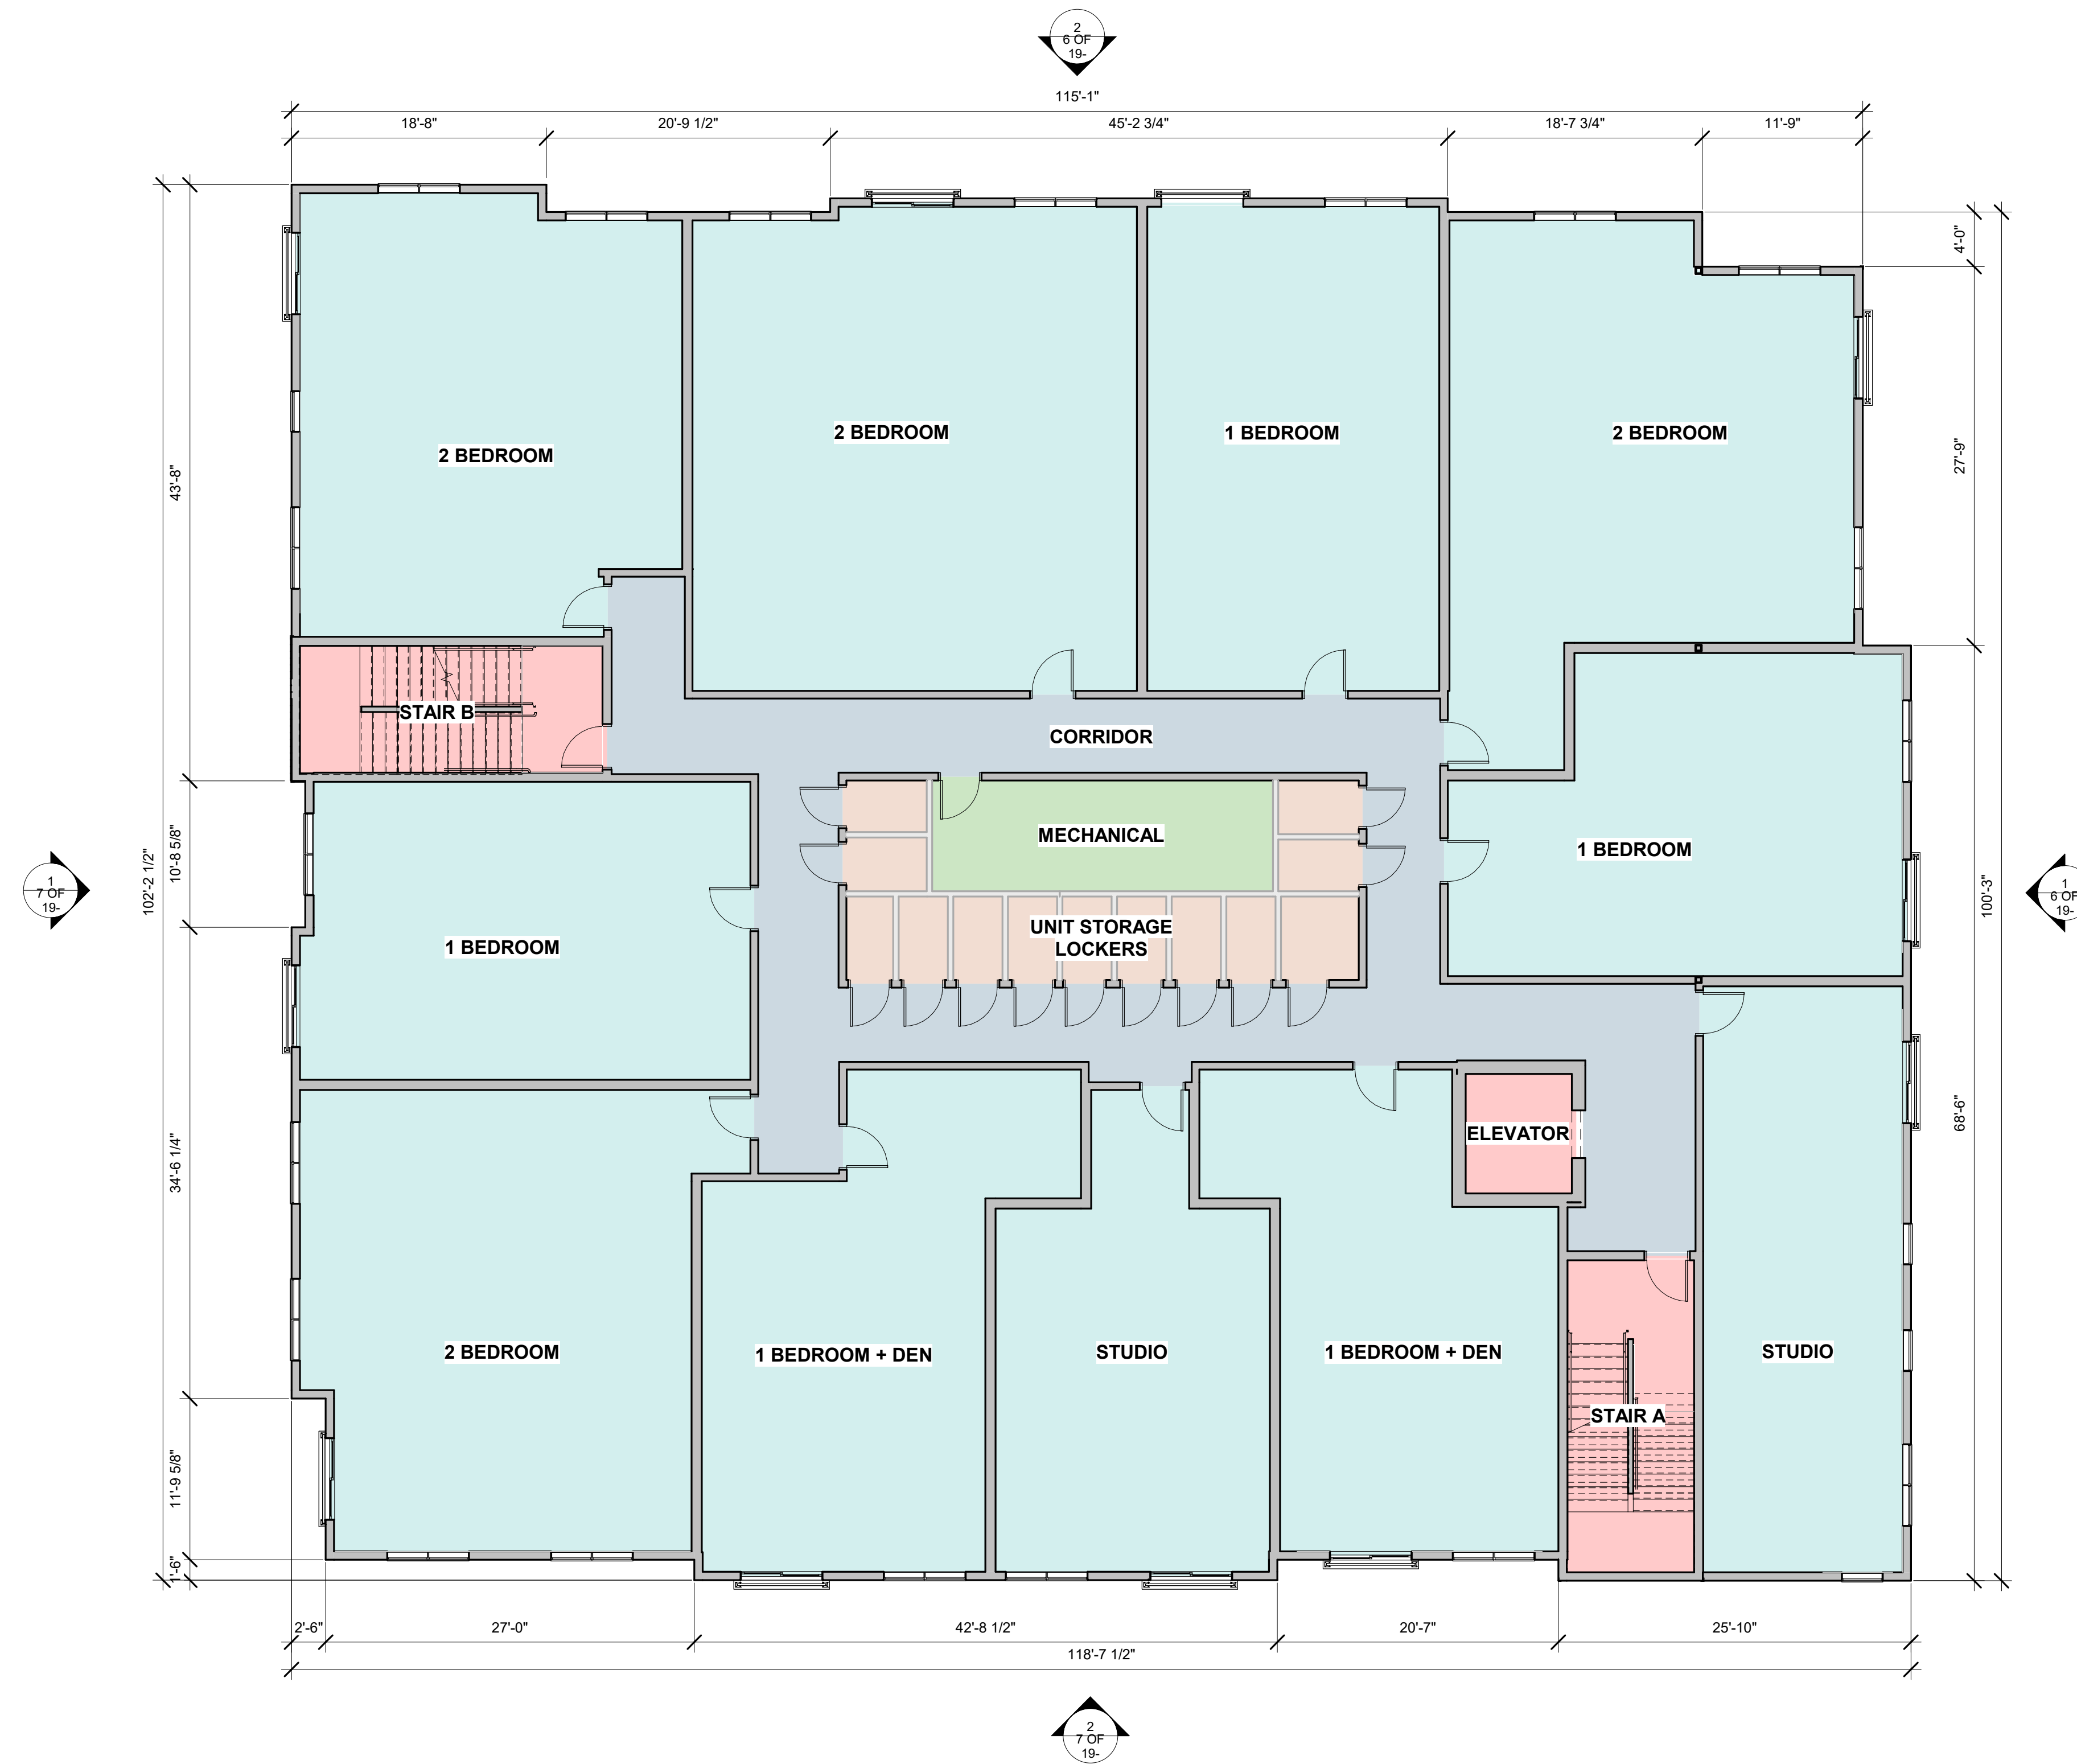 2
6 OF
19-
115'-1"
18'-8"
20'-9 1/2"
45'-2 3/4"
18'-7 3/4"
11'-9"
4'-0"
43'-8"
27'-9"
2 BEDROOM
2 BEDROOM
1 BEDROOM
2 BEDROOM
STAIR B
CORRIDOR
MECHANICAL
1 BEDROOM
10'-8 5/8"
102'-2 1/2"
1
7 OF
19-
100'-3"
1
6 OF
19-
UNIT STORAGE
LOCKERS
1 BEDROOM
ELEVATOR
34'-6 1/4"
68'-6"
2 BEDROOM
1 BEDROOM + DEN
STUDIO
1 BEDROOM + DEN
STUDIO
STAIR A
11'-9 5/8"
1'-6"
2'-6"
27'-0"
42'-8 1/2"
20'-7"
25'-10"
118'-7 1/2"
2
7 OF
19-